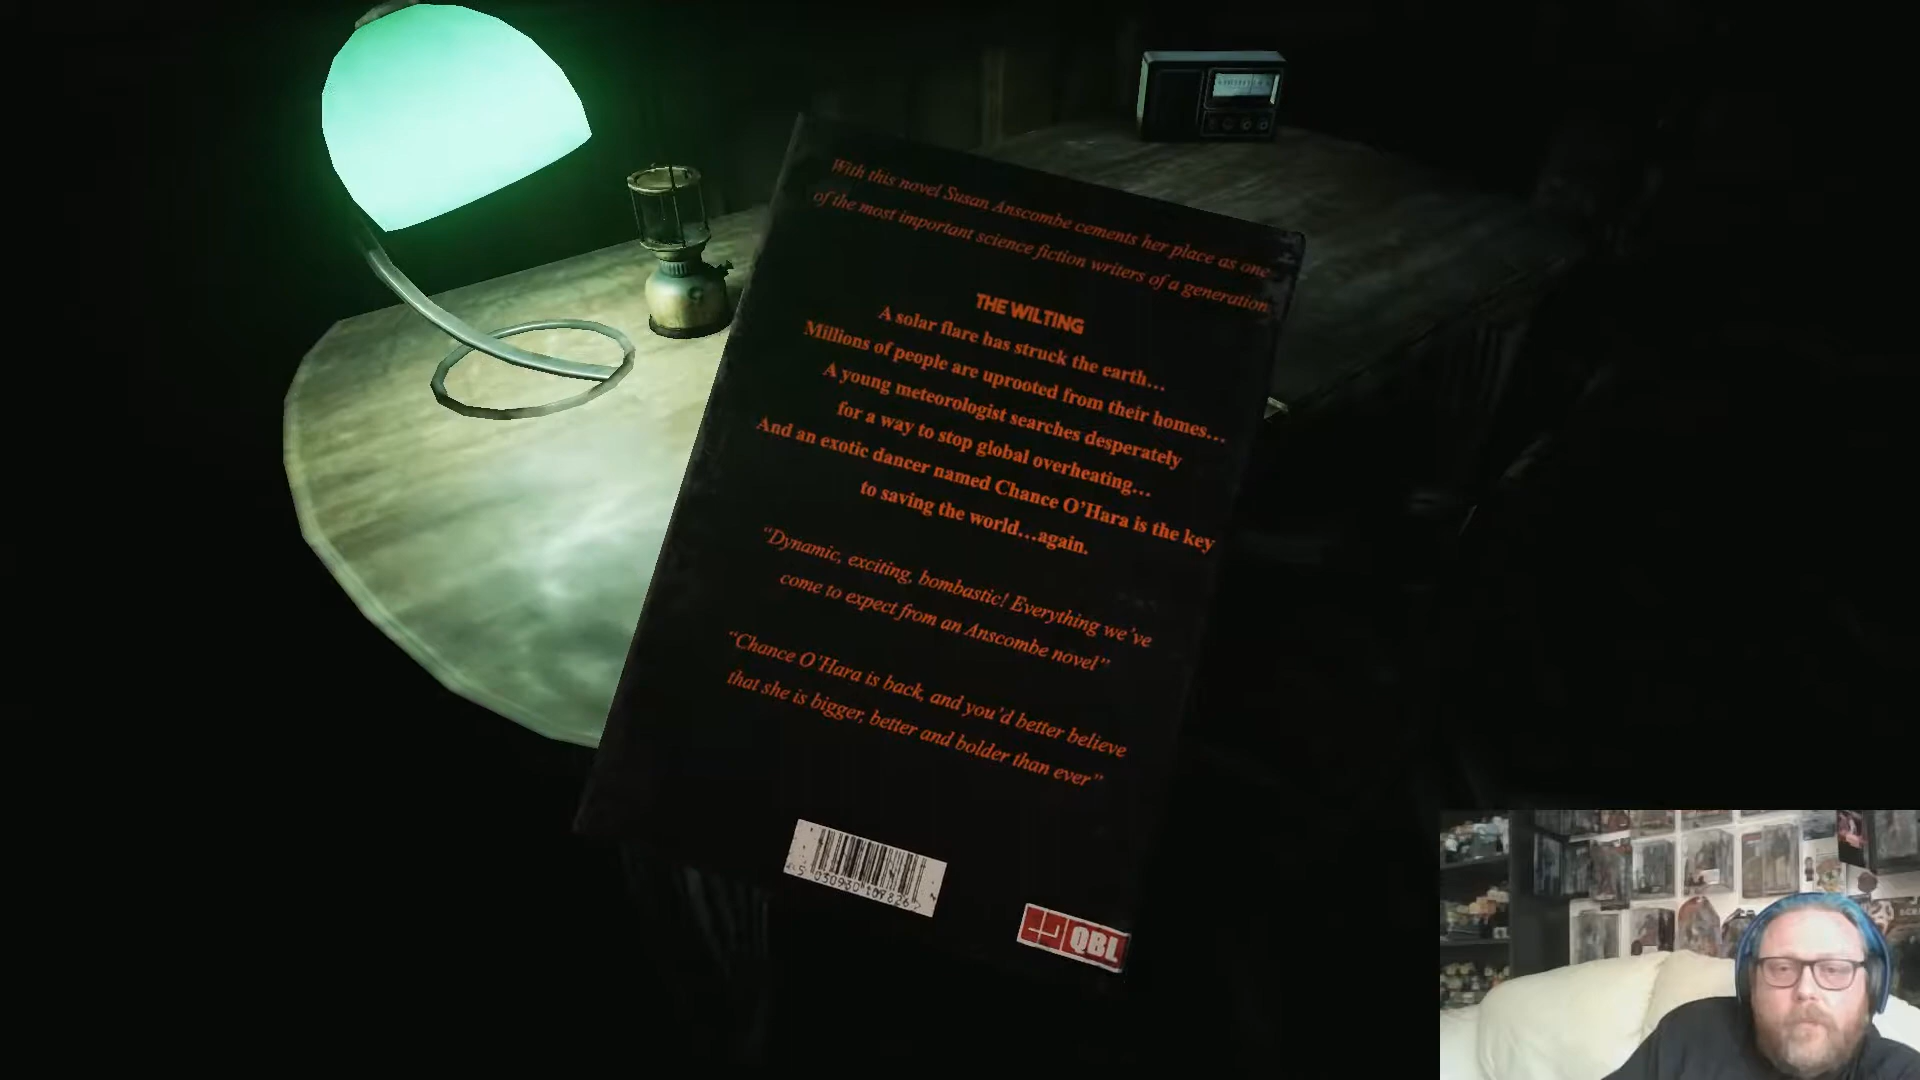 With this novel Susan Anscombe cements her place as one
of the most important science fiction writers of a generation.
THE WILTING
A solar flare has struck the earth...
Millions of people are uprooted from their homes...
A young meteorologist searches desperately
for a way to stop global overheating...
And an exotic dancer named Chance O'Hara is the key
to saving the world...again.
“Dynamic, exciting, bombastic! Everything we've
come to expect from an Anscombe novel”
“Chance O'Hara is back, and you'd better believe
that she is bigger, better and bolder than ever”
5 030930 109826
QBL